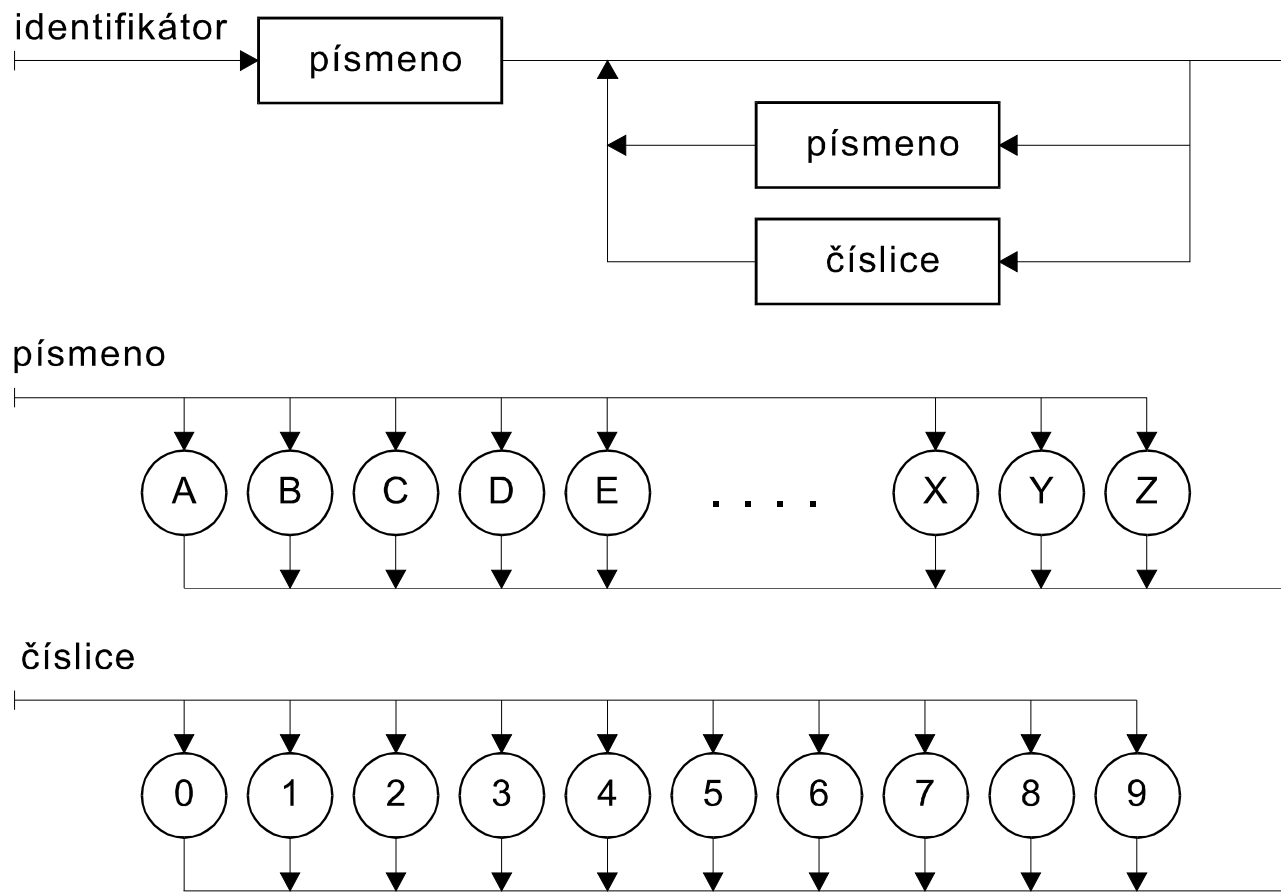 identifikátor
písmeno
písmeno
číslice
písmeno
A B C D E . . . . X Y Z
číslice
0 1 2 3 4 5 6 7 8 9